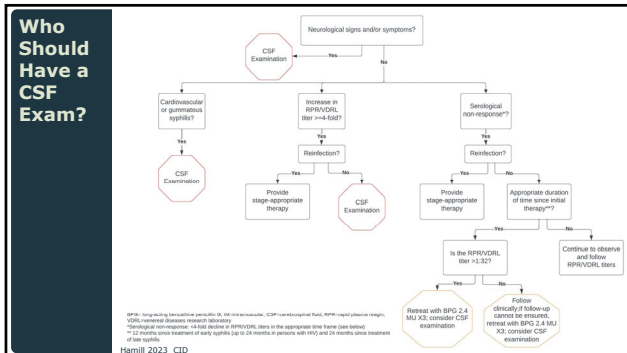 Who
Should
Have a
CSF
Exam?
Neurological signs and/or symptoms?
Yes
No
CSF
Examination
Cardiovascular
or gummatous
syphilis?
Increase in
RPR/VDRL
titer >=4-fold?
Serological
non-response*?
Yes
Yes
Yes
CSF
Examination
Reinfection?
Reinfection?
Yes
No
Yes
No
Provide
stage-appropriate
therapy
CSF
Examination
Provide
stage-appropriate
therapy
Appropriate duration
of time since initial
therapy**?
Yes
No
Is the RPR/VDRL
titer >1:32?
Continue to observe
and follow
RPR/VDRL titers
Yes
No
Retreat with BPG 2.4
MU X3; consider CSF
examination
Follow
clinically;if follow-up
cannot be ensured,
retreat with BPG 2.4
MU X3; consider CSF
examination
BPG= long-acting benzathine penicillin G; IM=intramuscular; CSF=cerebrospinal fluid; RPR=rapid plasma reagin;
VDRL=venereal diseases research laboratory
*Serological non-response: <4-fold decline in RPR/VDRL titers in the appropriate time frame (see below)
** 12 months since treatment of early syphilis (up to 24 months in persons with HIV) and 24 months since treatment
of late syphilis
Hamill 2023 CID